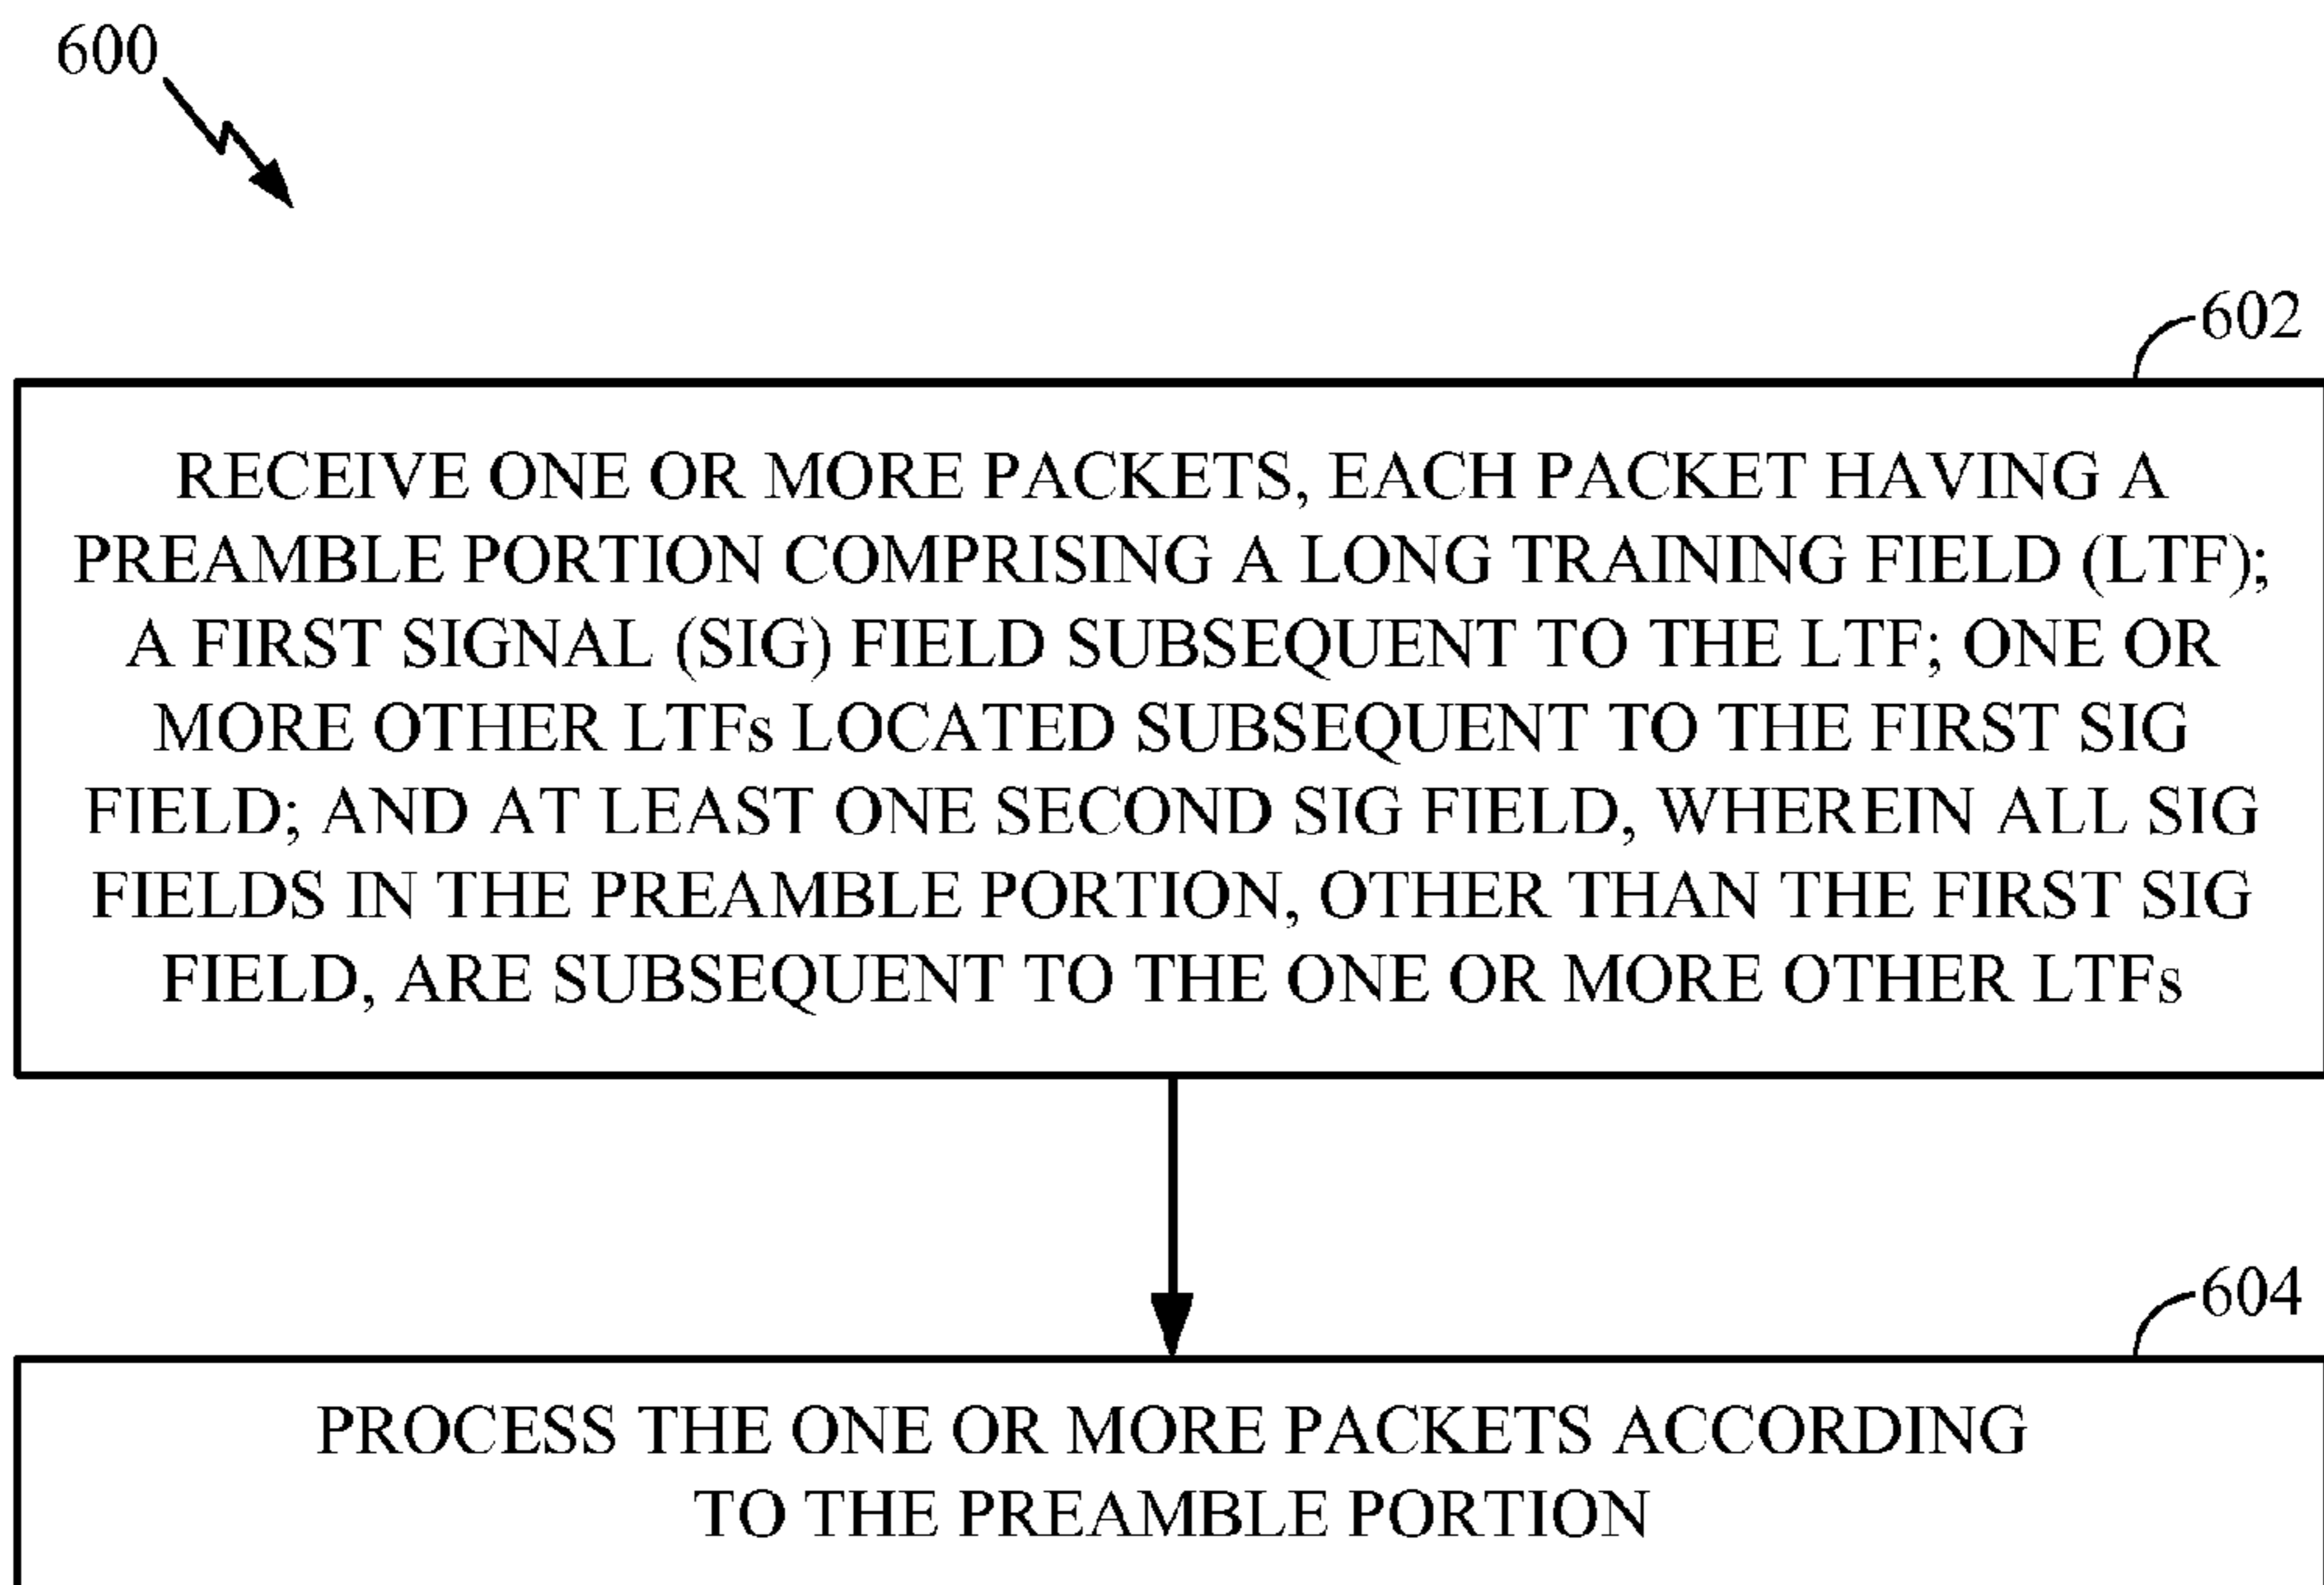 600
602
RECEIVE ONE OR MORE PACKETS, EACH PACKET HAVING A
PREAMBLE PORTION COMPRISING A LONG TRAINING FIELD (LTF);
A FIRST SIGNAL (SIG) FIELD SUBSEQUENT TO THE LTF; ONE OR
MORE OTHER LTFs LOCATED SUBSEQUENT TO THE FIRST SIG
FIELD; AND AT LEAST ONE SECOND SIG FIELD, WHEREIN ALL SIG
FIELDS IN THE PREAMBLE PORTION, OTHER THAN THE FIRST SIG
FIELD, ARE SUBSEQUENT TO THE ONE OR MORE OTHER LTFs
604
PROCESS THE ONE OR MORE PACKETS ACCORDING
TO THE PREAMBLE PORTION